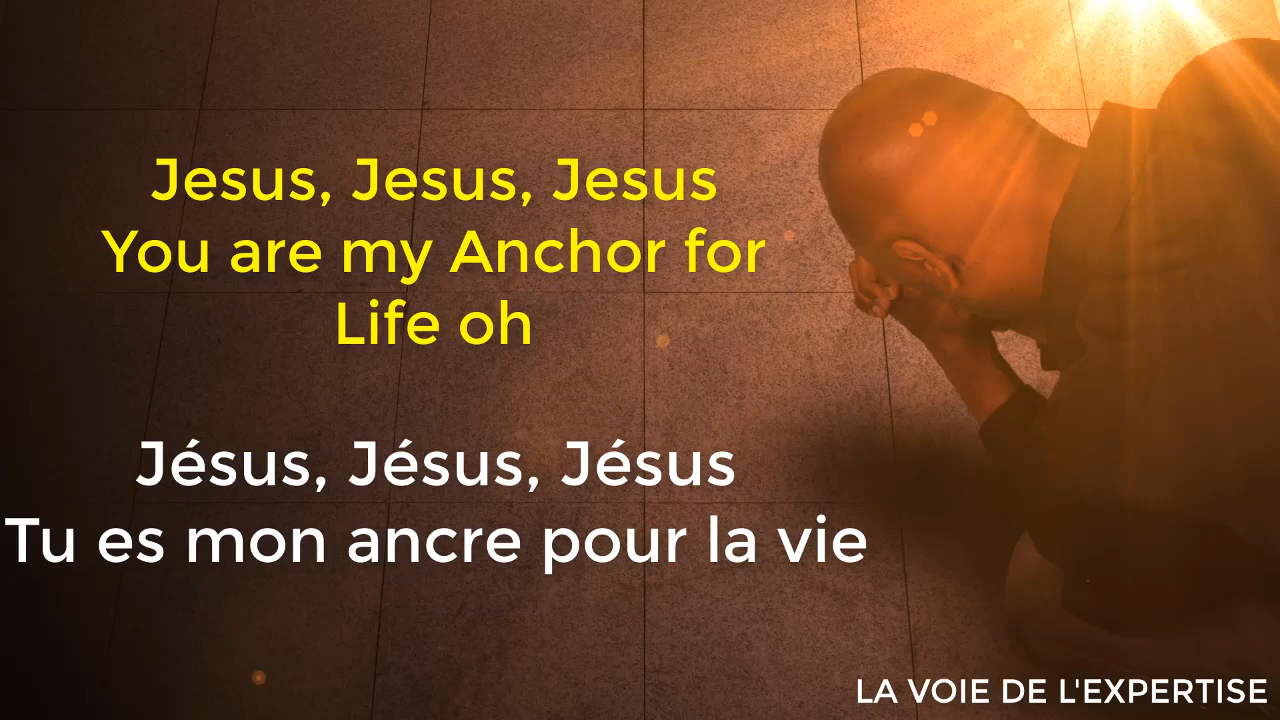 Jesus, Jesus, Jesus
You are my Anchor for
Life oh
Jésus, Jésus, Jésus
Tu es mon ancre pour la vie
LA VOIE DE L'EXPERTISE